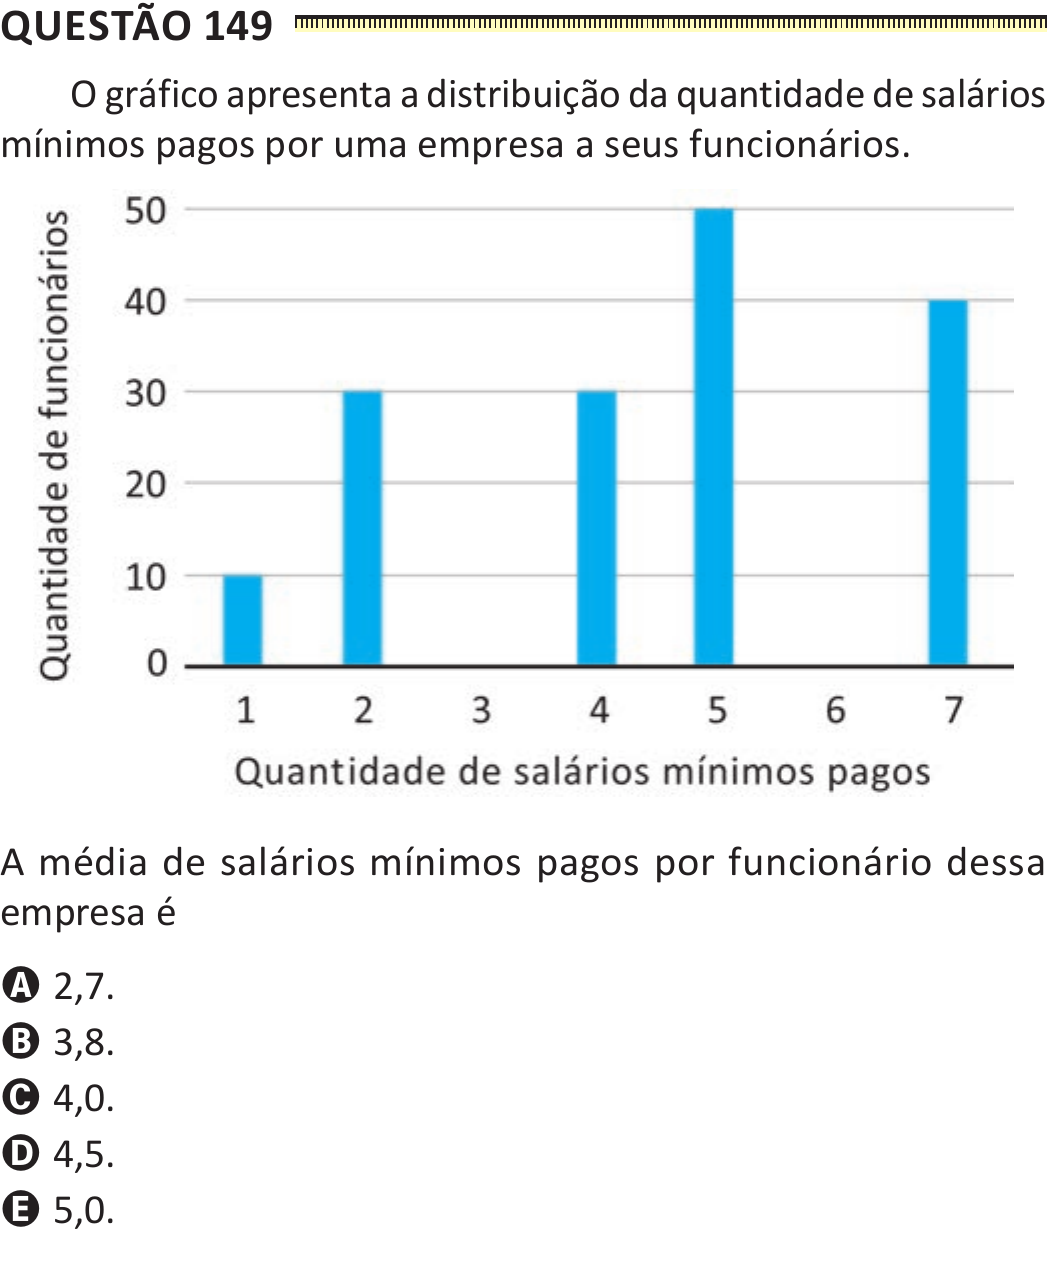 QUESTÃO 149
O gráfico apresenta a distribuição da quantidade de salários
mínimos pagos por uma empresa a seus funcionários.
Quantidade de funcionários
50
40
30
20
10
0
1 2 3 4 5 6 7
Quantidade de salários mínimos pagos
A média de salários mínimos pagos por funcionário dessa
empresa é
A 2,7.
B 3,8.
C 4,0.
D 4,5.
E 5,0.